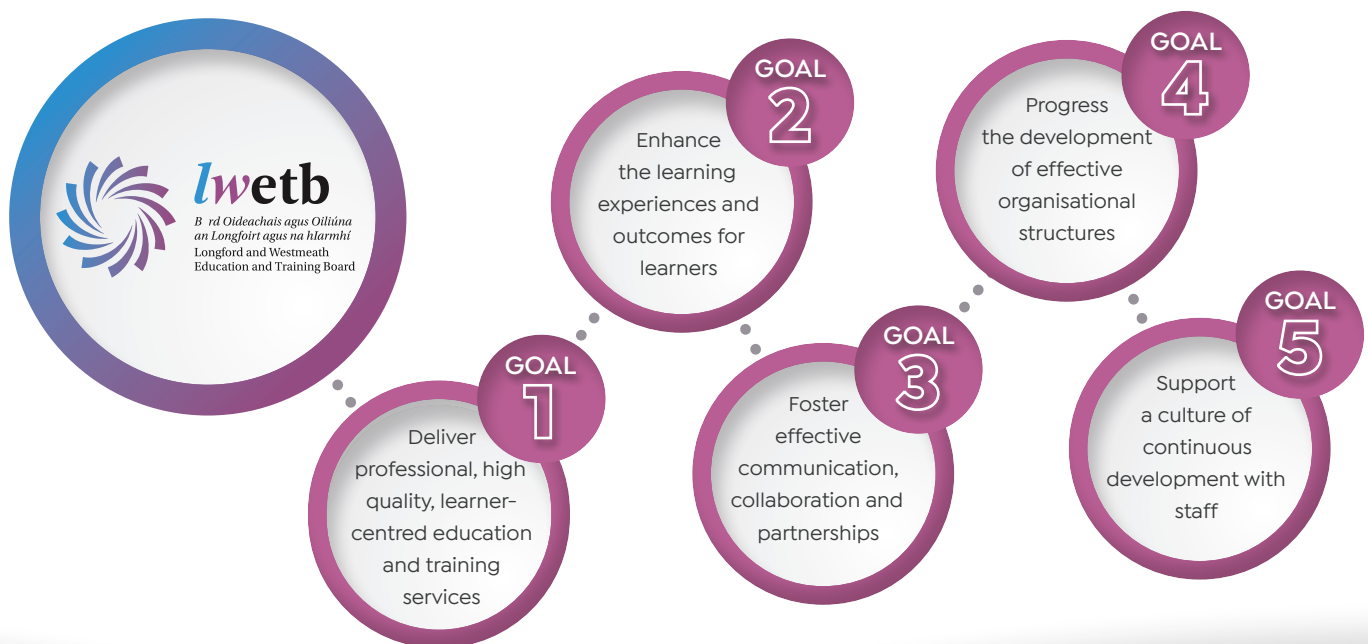 lwetb
B rd Oideachais agus Oiliúna
an Longfoirt agus na hIarmhí
Longford and Westmeath
Education and Training Board
GOAL
1
Deliver
professional, high
quality, learner-
centred education
and training
services
GOAL
2
Enhance
the learning
experiences and
outcomes for
learners
GOAL
3
Foster
effective
communication,
collaboration and
partnerships
GOAL
4
Progress
the development
of effective
organisational
structures
GOAL
5
Support
a culture of
continuous
development with
staff